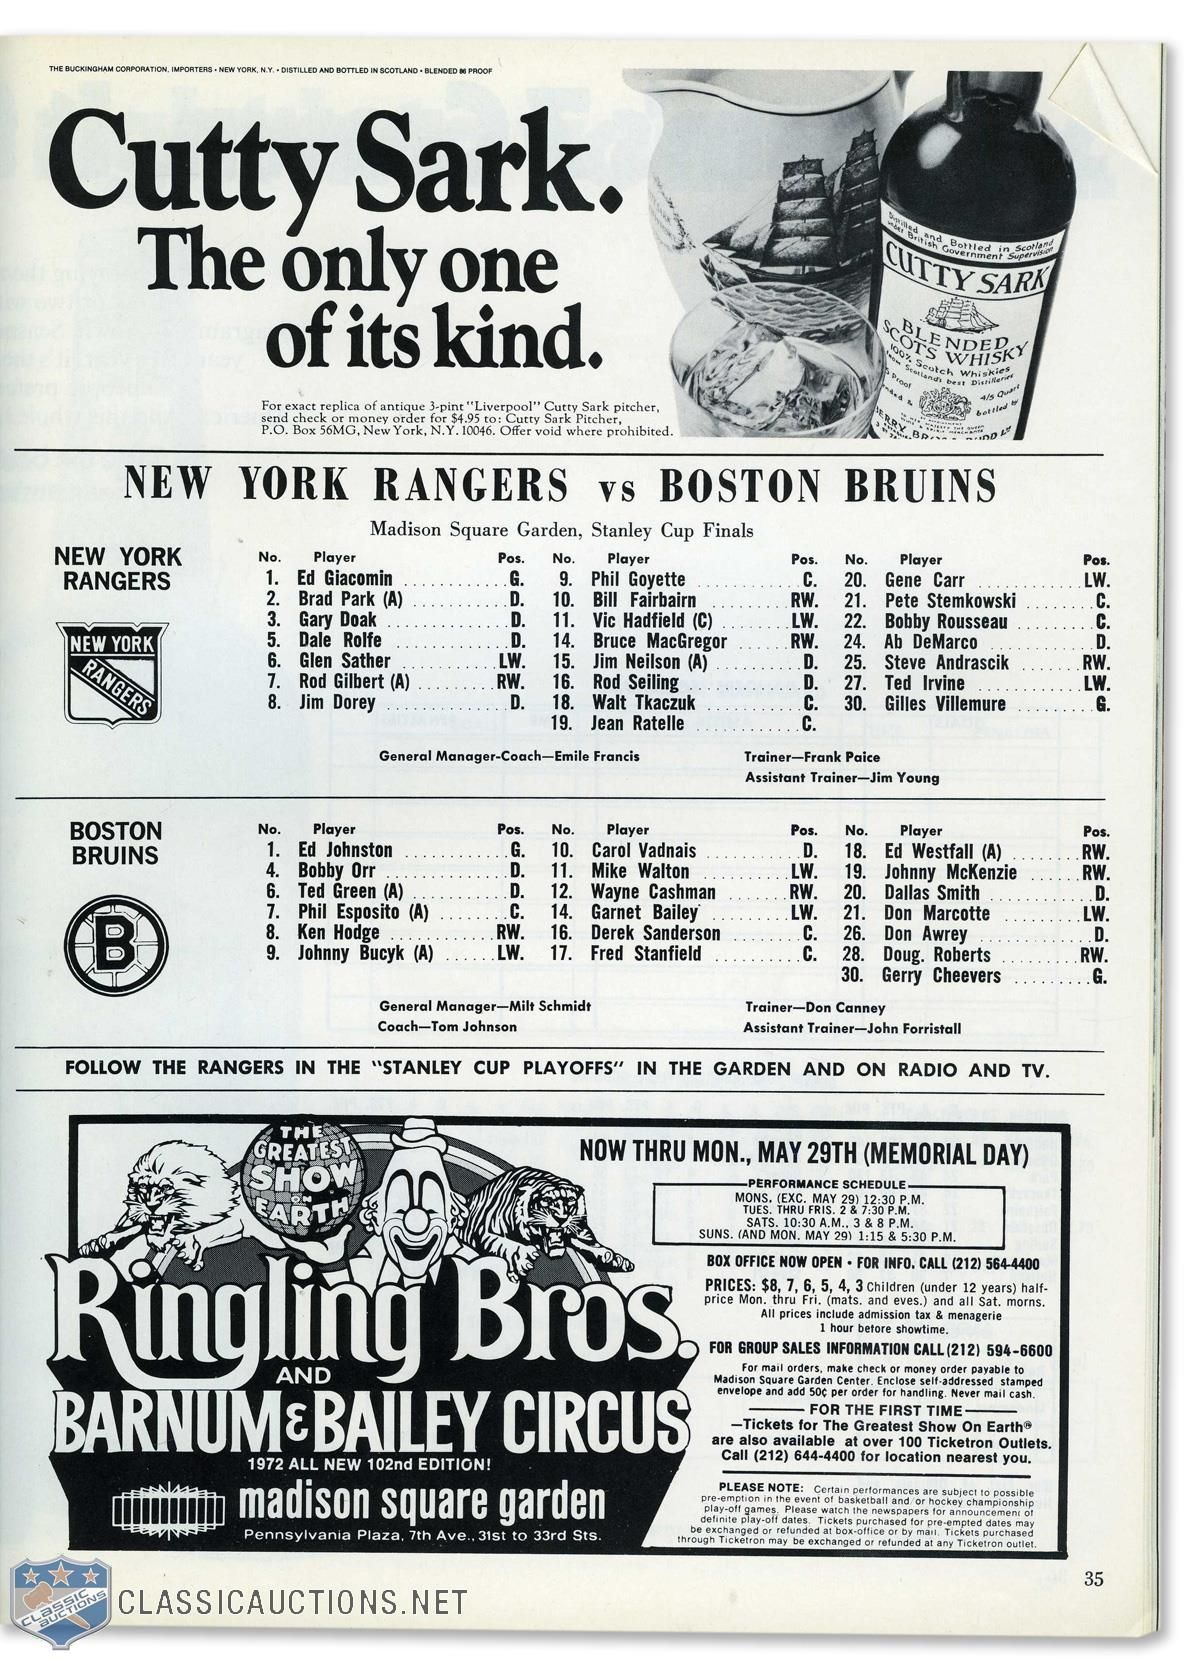 THE BUCKINGHAM CORPORATION, IMPORTERS • NEW YORK, N.Y. • DISTILLED AND BOTTLED IN SCOTLAND • BLENDED 86 PROOF
Cutty Sark.
The only one
of its kind.
Distilled and Bottled in Scotland
under British Government Supervision
CUTTY SARK
BLENDED
SCOTS WHISKY
100% Scotch Whiskies
from Scotland's best Distilleries
Proof
4/5 Quart
bottled by
For exact replica of antique 3-pint "Liverpool" Cutty Sark pitcher,
send check or money order for $4.95 to: Cutty Sark Pitcher,
P.O. Box 56MG, New York, N.Y. 10046. Offer void where prohibited.
NEW YORK RANGERS vs BOSTON BRUINS
Madison Square Garden, Stanley Cup Finals
NEW YORK
RANGERS
NEW YORK
RANGERS
No. Player Pos.
1. Ed Giacomin ........... G.
2. Brad Park (A) .......... D.
3. Gary Doak ............ D.
5. Dale Rolfe ............ D.
6. Glen Sather .......... LW.
7. Rod Gilbert (A) ........ RW.
8. Jim Dorey ............ D.
No. Player Pos.
9. Phil Goyette ........... C.
10. Bill Fairbairn ......... RW.
11. Vic Hadfield (C) ....... LW.
14. Bruce MacGregor ...... RW.
15. Jim Neilson (A) ........ D.
16. Rod Seiling ........... D.
18. Walt Tkaczuk .......... C.
19. Jean Ratelle ........... C.
No. Player Pos.
20. Gene Carr ........... LW.
21. Pete Stemkowski ........ C.
22. Bobby Rousseau ........ C.
24. Ab DeMarco ........... D.
25. Steve Andrascik ....... RW.
27. Ted Irvine ........... LW.
30. Gilles Villemure ........ G.
General Manager-Coach—Emile Francis
Trainer—Frank Paice
Assistant Trainer—Jim Young
BOSTON
BRUINS
B
No. Player Pos.
1. Ed Johnston ........... G.
4. Bobby Orr ............ D.
6. Ted Green (A) .......... D.
7. Phil Esposito (A) ........ C.
8. Ken Hodge ........... RW.
9. Johnny Bucyk (A) ...... LW.
No. Player Pos.
10. Carol Vadnais .......... D.
11. Mike Walton .......... LW.
12. Wayne Cashman ....... RW.
14. Garnet Bailey ......... LW.
16. Derek Sanderson ........ C.
17. Fred Stanfield .......... C.
No. Player Pos.
18. Ed Westfall (A) ........ RW.
19. Johnny McKenzie ....... RW.
20. Dallas Smith ........... D.
21. Don Marcotte ......... LW.
26. Don Awrey ............ D.
28. Doug. Roberts ......... RW.
30. Gerry Cheevers ......... G.
General Manager—Milt Schmidt
Coach—Tom Johnson
Trainer—Don Canney
Assistant Trainer—John Forristall
FOLLOW THE RANGERS IN THE "STANLEY CUP PLAYOFFS" IN THE GARDEN AND ON RADIO AND TV.
THE
GREATEST
SHOW
ON
EARTH
Ringling Bros.
AND
BARNUM & BAILEY CIRCUS
1972 ALL NEW 102nd EDITION!
madison square garden
Pennsylvania Plaza, 7th Ave., 31st to 33rd Sts.
NOW THRU MON., MAY 29TH (MEMORIAL DAY)
PERFORMANCE SCHEDULE
MONS. (EXC. MAY 29) 12:30 P.M.
TUES. THRU FRIS. 2 & 7:30 P.M.
SATS. 10:30 A.M., 3 & 8 P.M.
SUNS. (AND MON. MAY 29) 1:15 & 5:30 P.M.
BOX OFFICE NOW OPEN • FOR INFO. CALL (212) 564-4400
PRICES: $8, 7, 6, 5, 4, 3 Children (under 12 years) half-
price Mon. thru Fri. (mats. and eves.) and all Sat. morns.
All prices include admission tax & menagerie
1 hour before showtime.
FOR GROUP SALES INFORMATION CALL (212) 594-6600
For mail orders, make check or money order payable to
Madison Square Garden Center. Enclose self-addressed stamped
envelope and add 50¢ per order for handling. Never mail cash.
FOR THE FIRST TIME
—Tickets for The Greatest Show On Earth®
are also available at over 100 Ticketron Outlets.
Call (212) 644-4400 for location nearest you.
PLEASE NOTE: Certain performances are subject to possible
pre-emption in the event of basketball and/or hockey championship
play-off games. Please watch the newspapers for announcement of
definite play-off dates. Tickets purchased for pre-empted dates may
be exchanged or refunded at box-office or by mail. Tickets purchased
through Ticketron may be exchanged or refunded at any Ticketron outlet.
35
CLASSIC
AUCTIONS
CLASSICAUCTIONS.NET